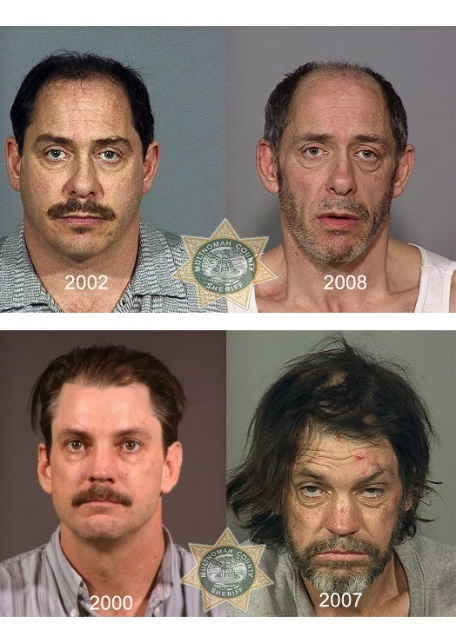 2002
MULTNOMAH COUNTY
SHERIFF
2008
2000
MULTNOMAH COUNTY
SHERIFF
2007